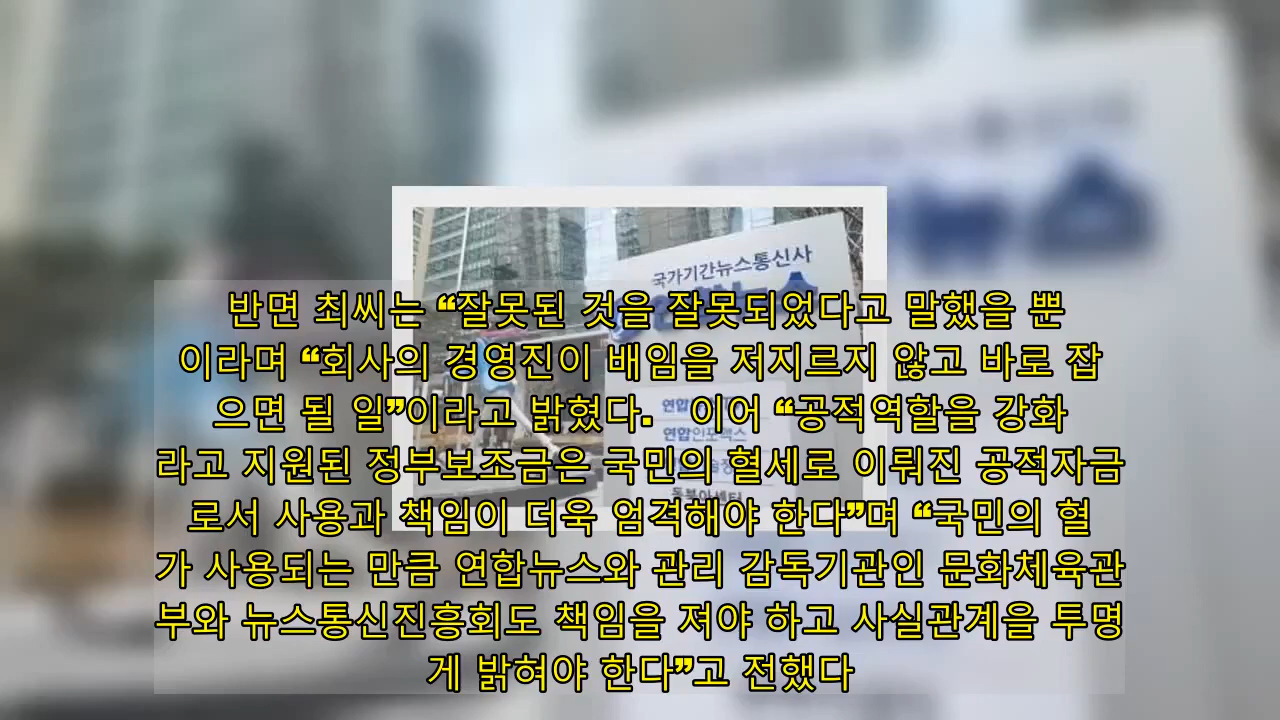 국가기간뉴스통신사
반면 최씨는 “잘못된 것을 잘못되었다고 말했을 뿐
이라며 “회사의 경영진이 배임을 저지르지 않고 바로 잡
으면 될 일”이라고 밝혔다. 이어 “공적역할을 강화
라고 지원된 정부보조금은 국민의 혈세로 이뤄진 공적자금
로서 사용과 책임이 더욱 엄격해야 한다”며 “국민의 혈
가 사용되는 만큼 연합뉴스와 관리 감독기관인 문화체육관
부와 뉴스통신진흥회도 책임을 져야 하고 사실관계을 투명
게 밝혀야 한다”고 전했다
연합인포맥스